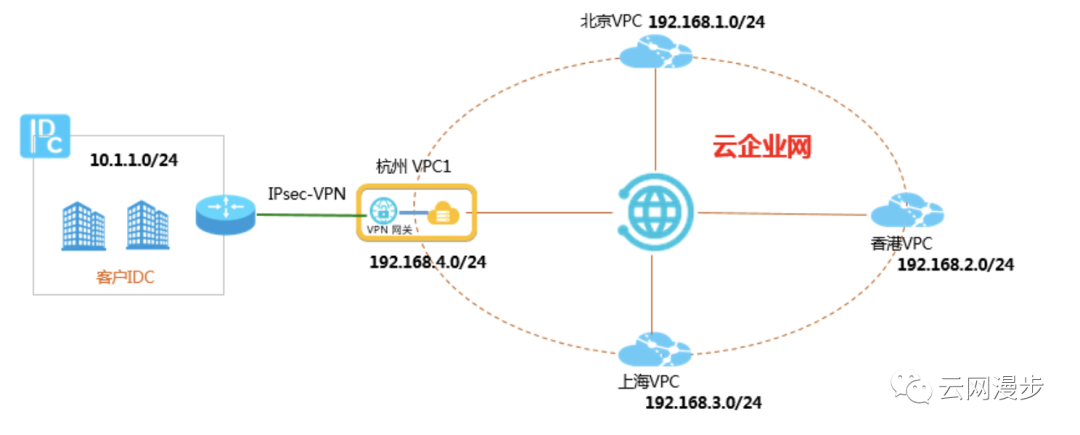 北京VPC 192.168.1.0/24
IDC
10.1.1.0/24
杭州 VPC1
云企业网
IPsec-VPN
VPN 网关
客户IDC
192.168.4.0/24
香港VPC
192.168.2.0/24
上海VPC
192.168.3.0/24
云网漫步